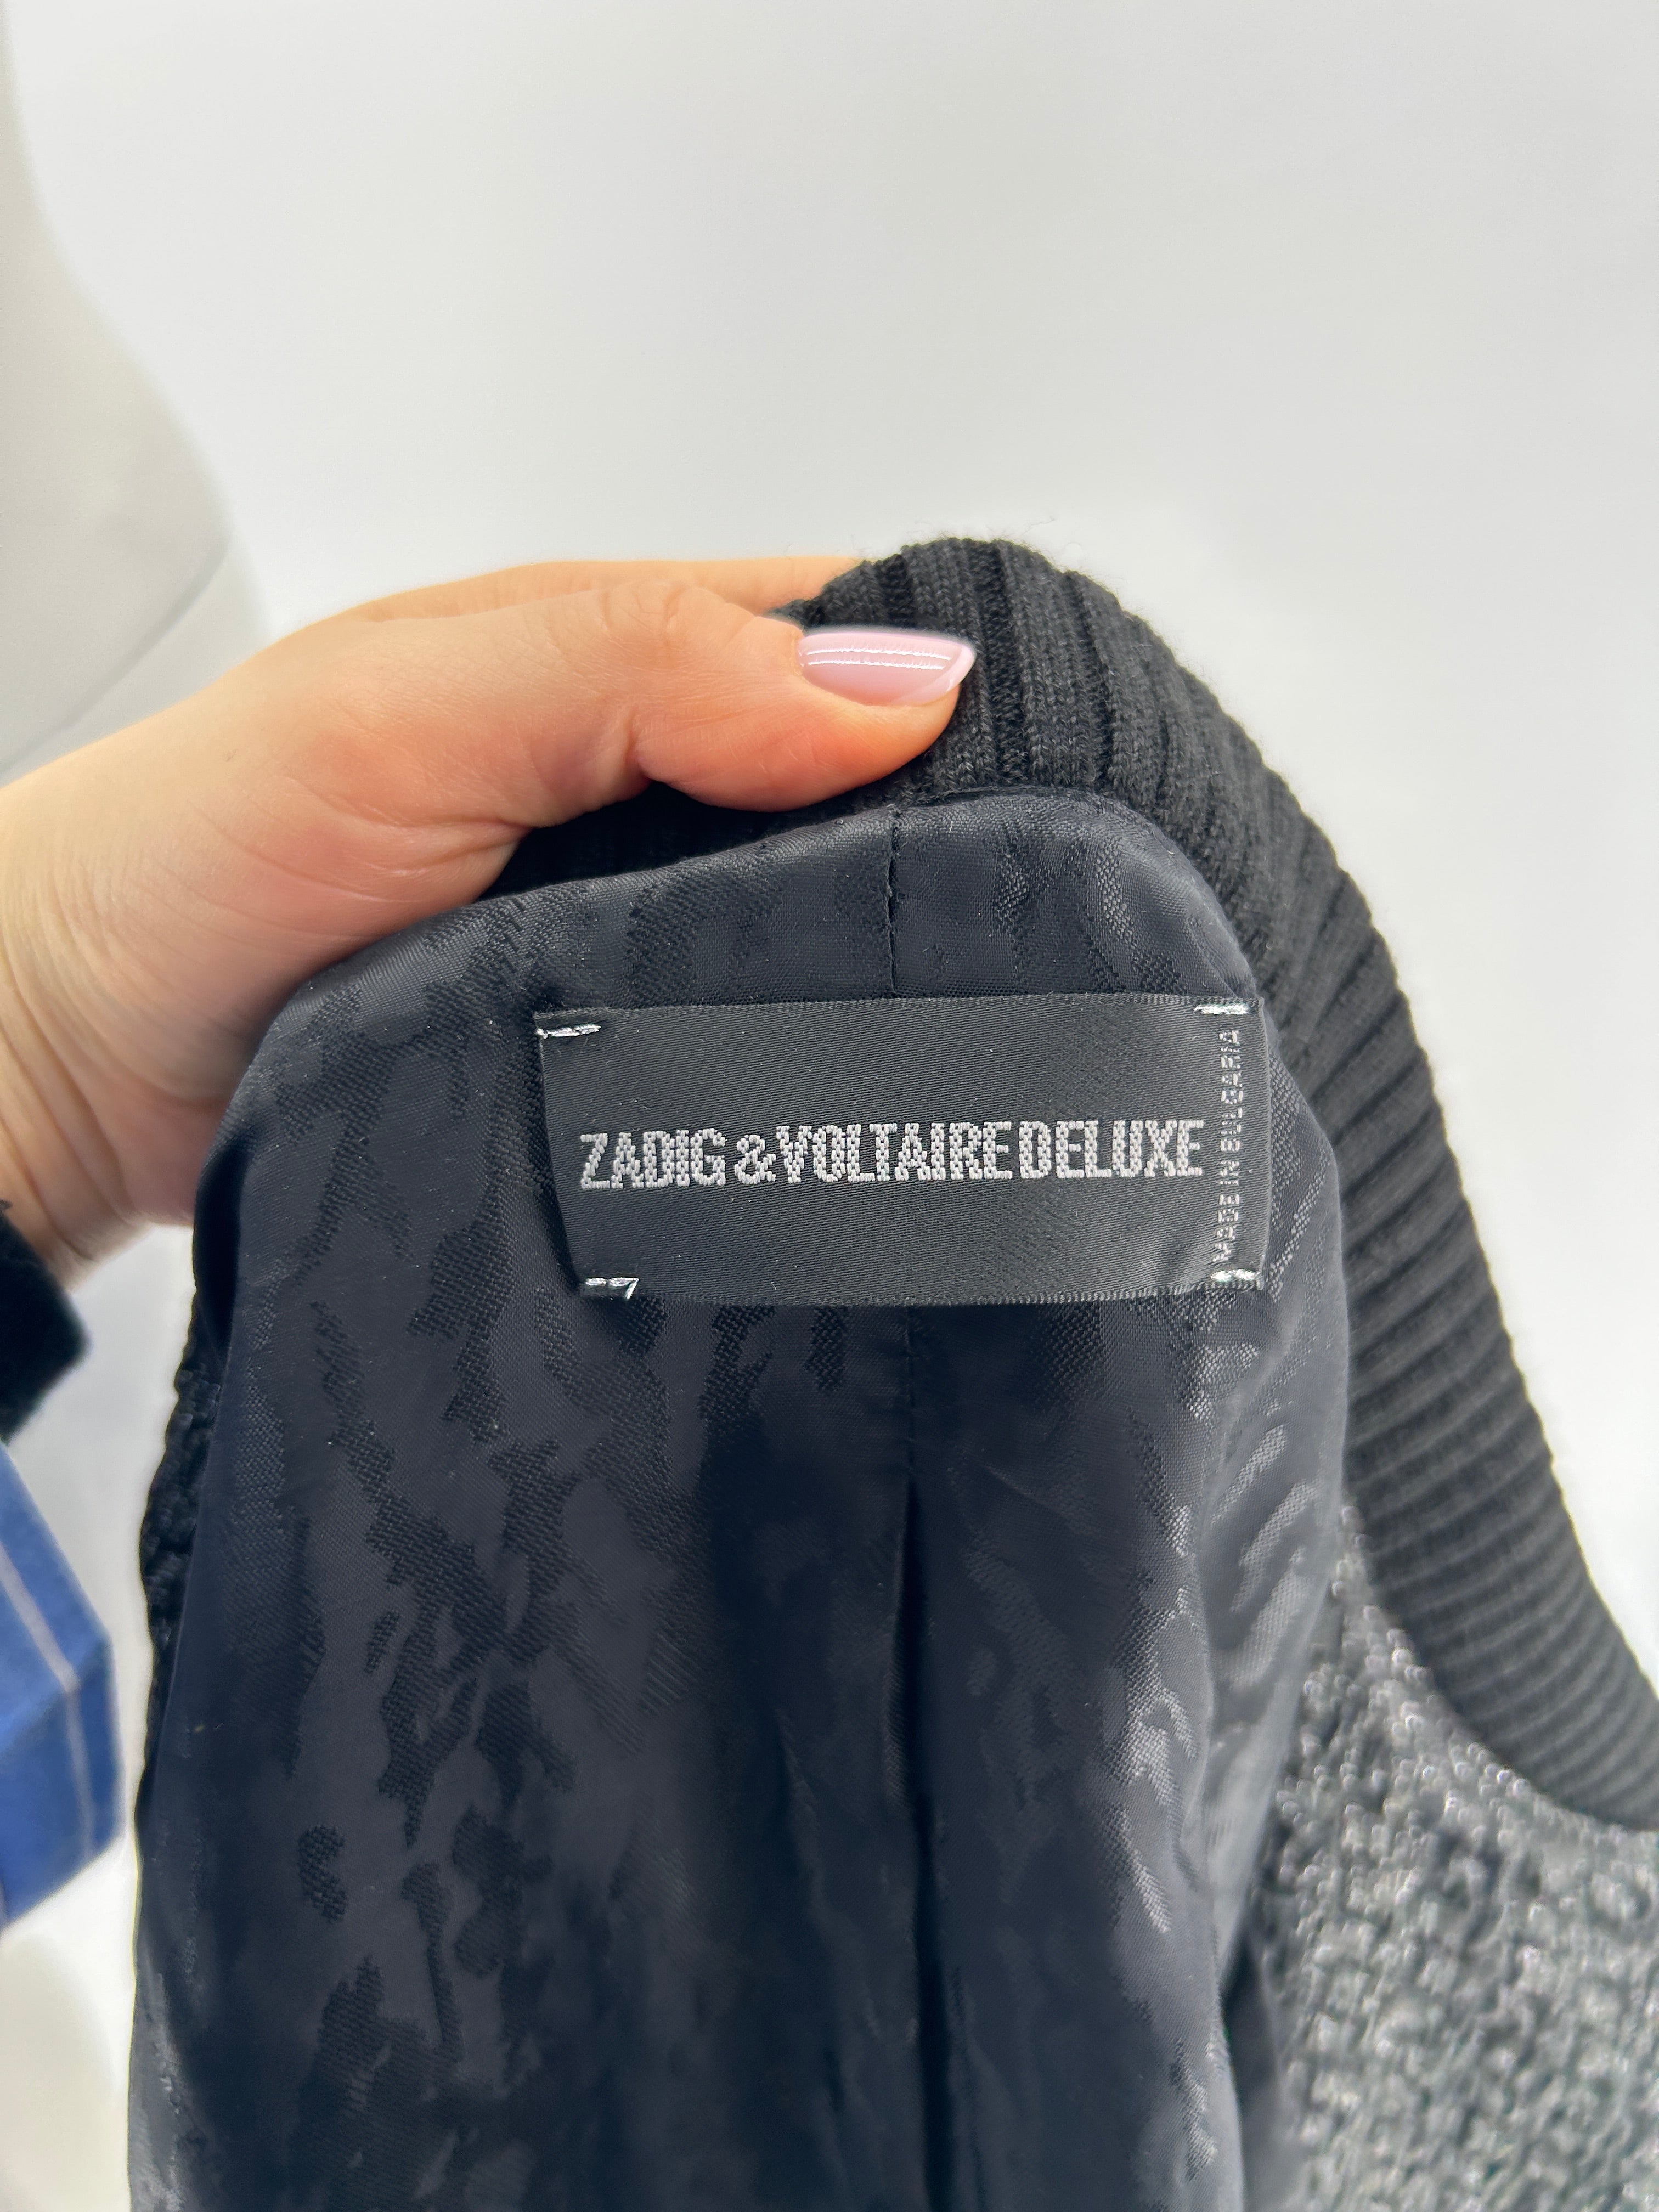 ZADIG & VOLTAIRE DELUXE
MADE IN BULGARIA